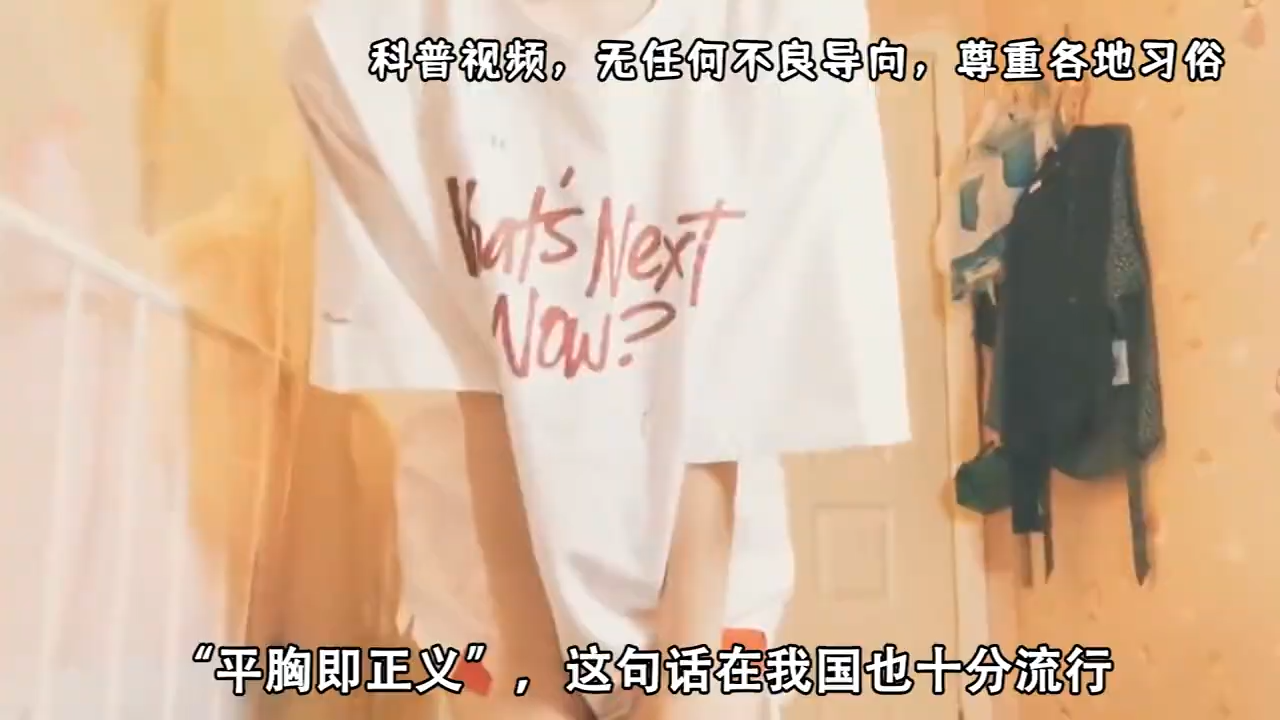 科普视频，无任何不良导向，尊重各地习俗
What's Next
Now?
“平胸即正义”，这句话在我国也十分流行